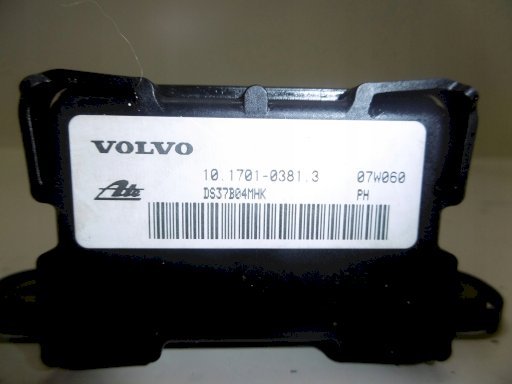 VOLVO
10.1701-0381.3 07W060
Ate DS37B04MHK PH